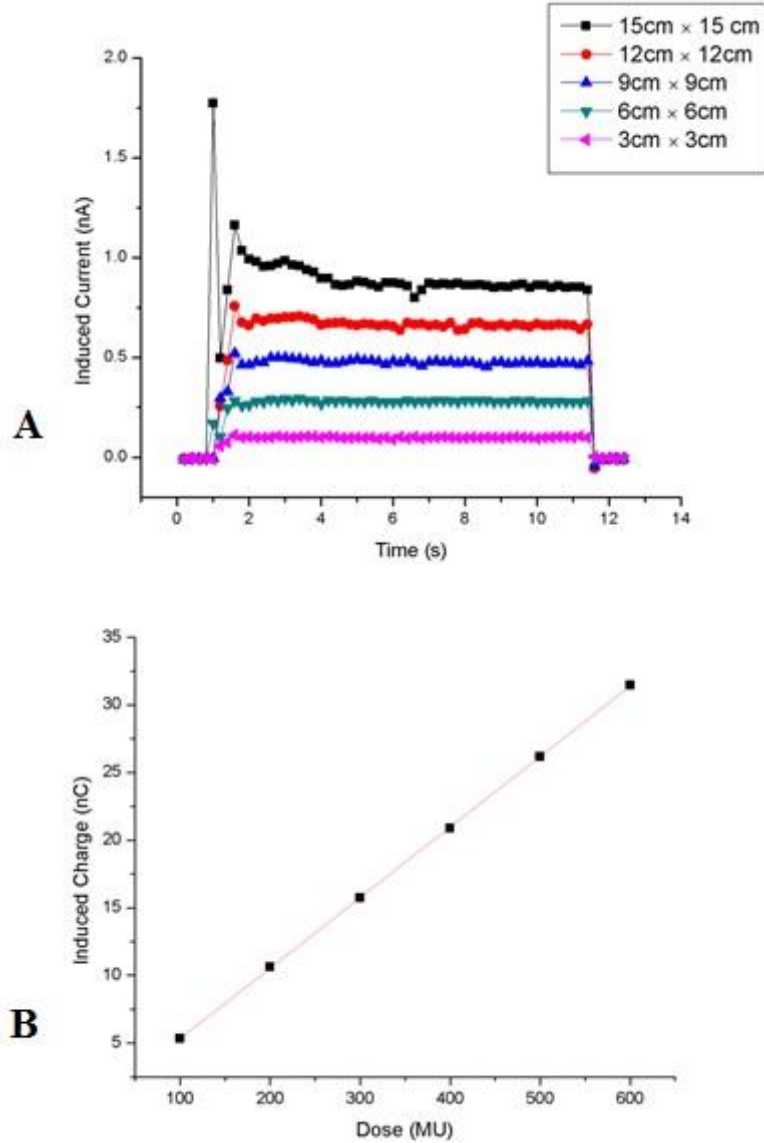 15cm × 15 cm
12cm × 12cm
9cm × 9cm
6cm × 6cm
3cm × 3cm
2.0
1.5
1.0
0.5
0.0
Induced Current (nA)
0 2 4 6 8 10 12 14
Time (s)
A
35
30
25
20
15
10
5
Induced Charge (nC)
100 200 300 400 500 600
Dose (MU)
B